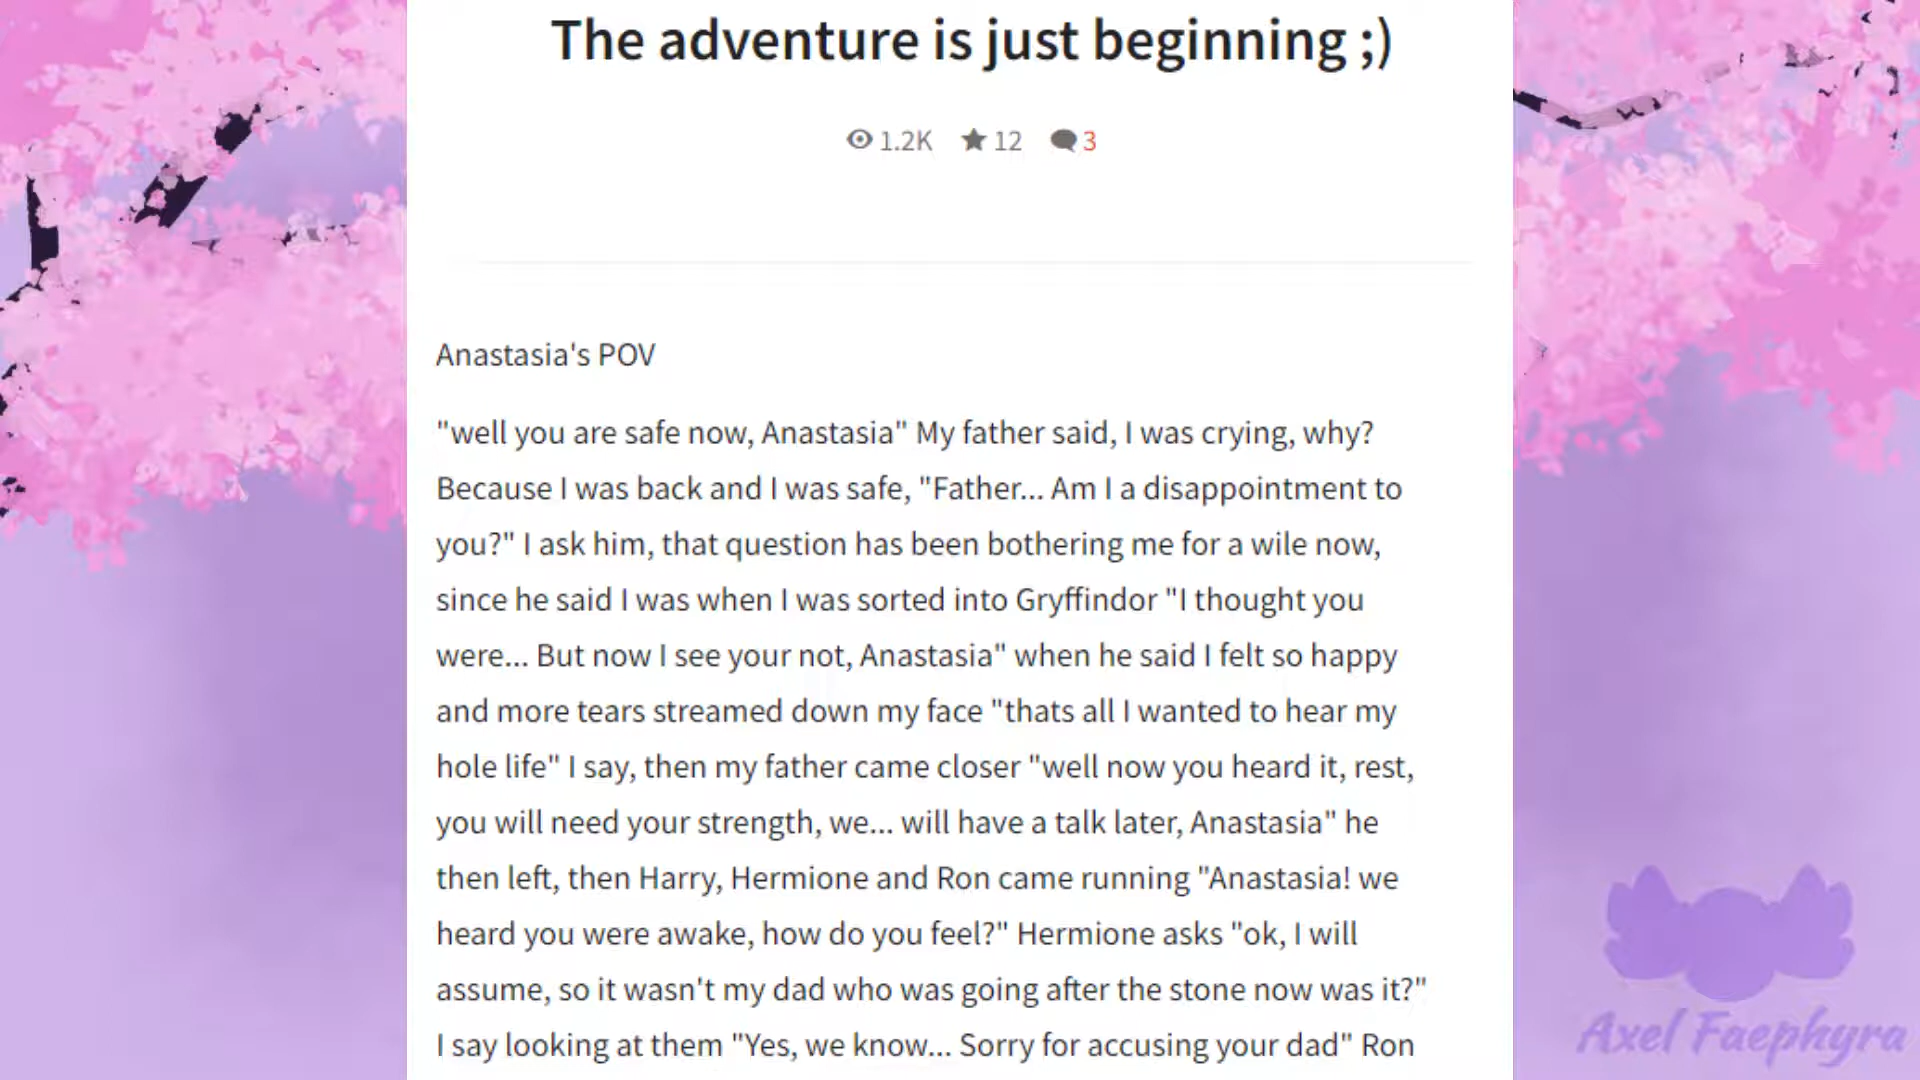 The adventure is just beginning ;)
1.2K 12 3
Anastasia's POV
"well you are safe now, Anastasia" My father said, I was crying, why?
Because I was back and I was safe, "Father... Am I a disappointment to
you?" I ask him, that question has been bothering me for a wile now,
since he said I was when I was sorted into Gryffindor "I thought you
were... But now I see your not, Anastasia" when he said I felt so happy
and more tears streamed down my face "thats all I wanted to hear my
hole life" I say, then my father came closer "well now you heard it, rest,
you will need your strength, we... will have a talk later, Anastasia" he
then left, then Harry, Hermione and Ron came running "Anastasia! we
heard you were awake, how do you feel?" Hermione asks "ok, I will
assume, so it wasn't my dad who was going after the stone now was it?"
I say looking at them "Yes, we know... Sorry for accusing your dad" Ron
Axel Faephyra